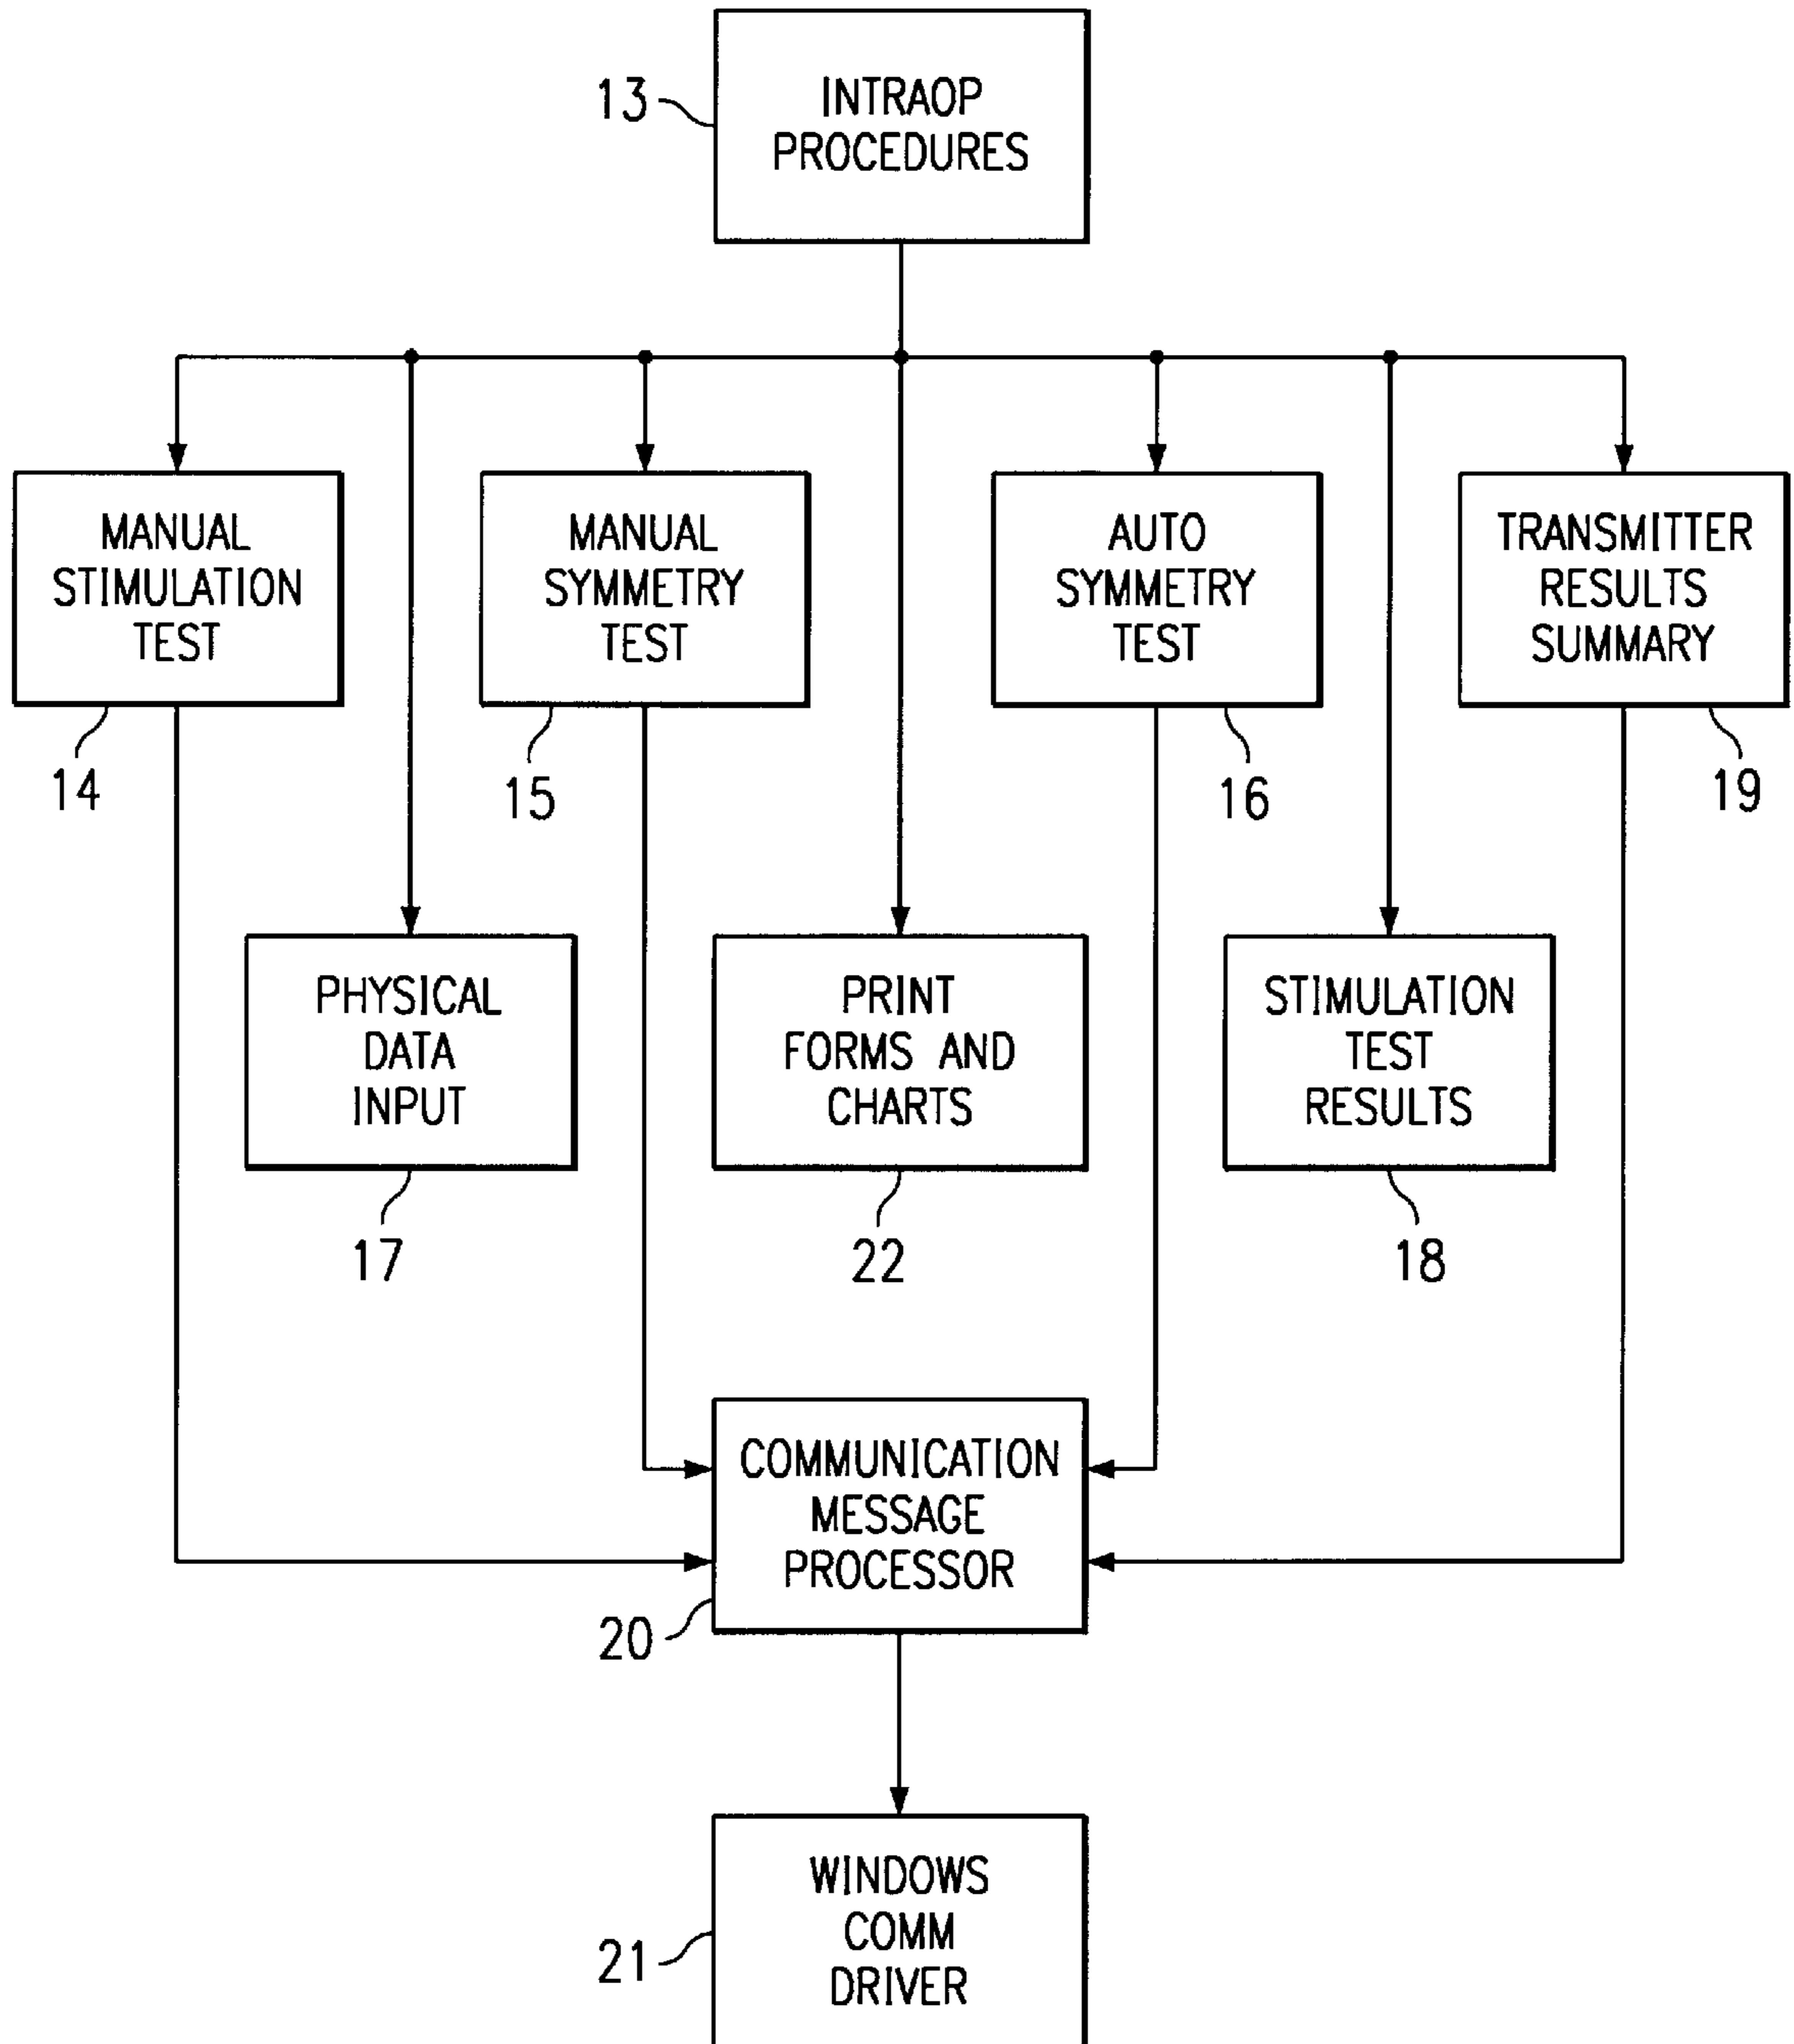 13
INTRAOP
PROCEDURES
MANUAL
STIMULATION
TEST
14
MANUAL
SYMMETRY
TEST
15
AUTO
SYMMETRY
TEST
16
TRANSMITTER
RESULTS
SUMMARY
19
PHYSICAL
DATA
INPUT
17
PRINT
FORMS AND
CHARTS
22
STIMULATION
TEST
RESULTS
18
COMMUNICATION
MESSAGE
PROCESSOR
20
WINDOWS
COMM
DRIVER
21